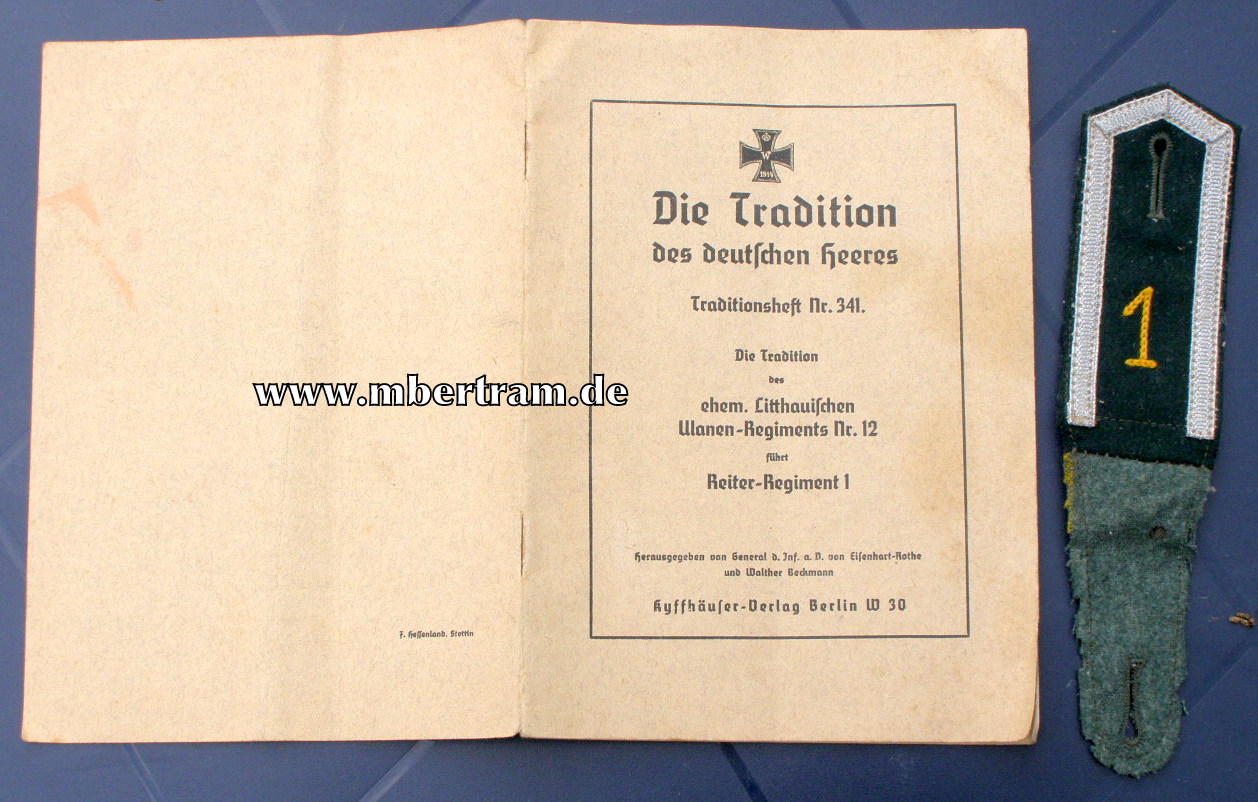 W
1914
Die Tradition
des deutschen Heeres
Traditionsheft Nr. 341.
Die Tradition
des
ehem. Litthauischen
Ulanen-Regiments Nr. 12
führt
Reiter-Regiment 1
Herausgegeben von General d. Inf. a. D. von Eisenhart-Rothe
und Walther Beckmann
Kyffhäuser-Verlag Berlin W 30
F. Hessenland, Stettin
www.mbertram.de
1